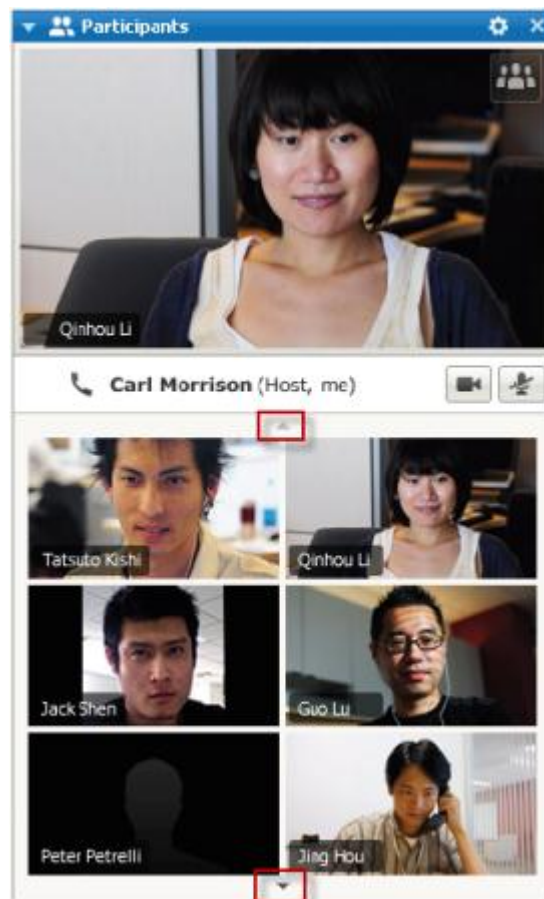 Participants
Qinhou Li
Carl Morrison (Host, me)
Tatsuto Kishi
Qinhou Li
Jack Shen
Guo Lu
Peter Petrelli
Jing Hou